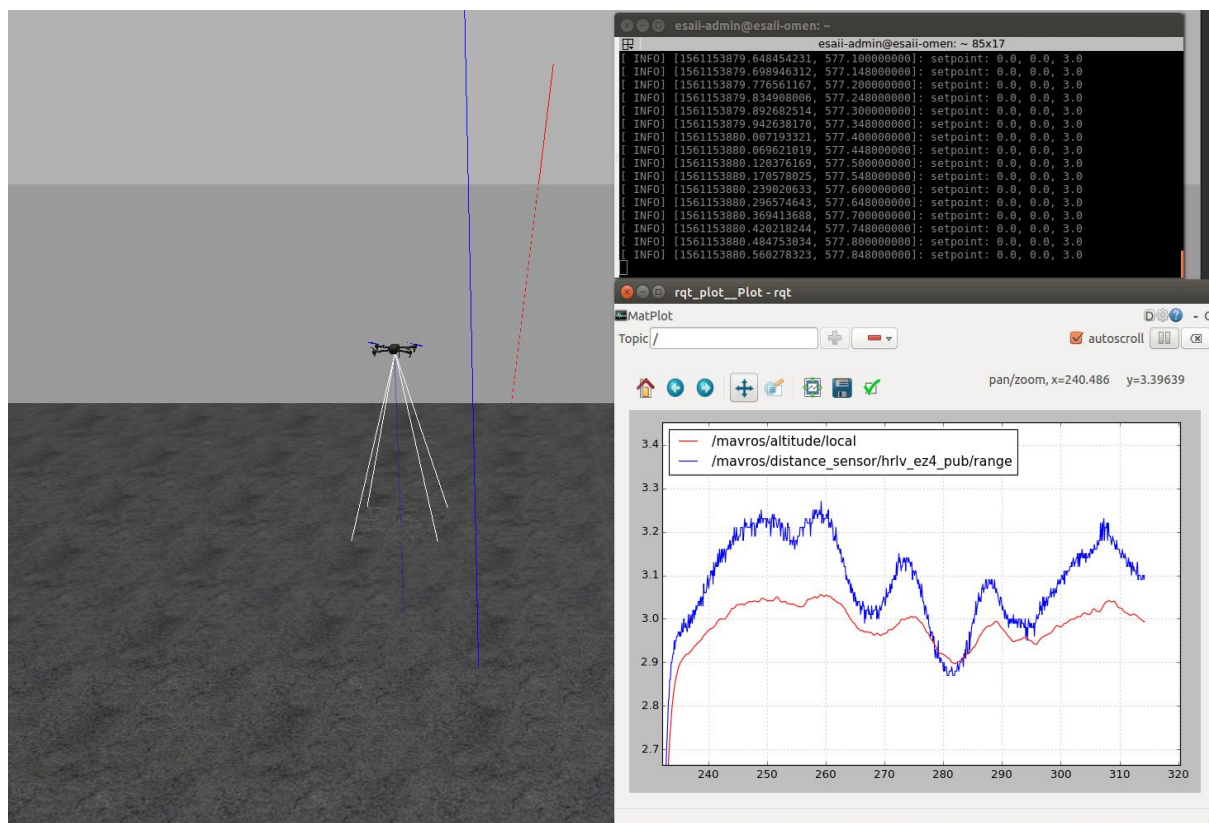 esaii-admin@esaii-omen: ~
esaii-admin@esaii-omen: ~ 85x17
[ INFO] [1561153879.648454231, 577.100000000]: setpoint: 0.0, 0.0, 3.0
[ INFO] [1561153879.698946312, 577.148000000]: setpoint: 0.0, 0.0, 3.0
[ INFO] [1561153879.776561167, 577.200000000]: setpoint: 0.0, 0.0, 3.0
[ INFO] [1561153879.834908006, 577.248000000]: setpoint: 0.0, 0.0, 3.0
[ INFO] [1561153879.892682514, 577.300000000]: setpoint: 0.0, 0.0, 3.0
[ INFO] [1561153879.942638170, 577.348000000]: setpoint: 0.0, 0.0, 3.0
[ INFO] [1561153880.007193321, 577.400000000]: setpoint: 0.0, 0.0, 3.0
[ INFO] [1561153880.069621019, 577.448000000]: setpoint: 0.0, 0.0, 3.0
[ INFO] [1561153880.120376169, 577.500000000]: setpoint: 0.0, 0.0, 3.0
[ INFO] [1561153880.170578025, 577.548000000]: setpoint: 0.0, 0.0, 3.0
[ INFO] [1561153880.239020633, 577.600000000]: setpoint: 0.0, 0.0, 3.0
[ INFO] [1561153880.296574643, 577.648000000]: setpoint: 0.0, 0.0, 3.0
[ INFO] [1561153880.369413688, 577.700000000]: setpoint: 0.0, 0.0, 3.0
[ INFO] [1561153880.420218244, 577.748000000]: setpoint: 0.0, 0.0, 3.0
[ INFO] [1561153880.484753034, 577.800000000]: setpoint: 0.0, 0.0, 3.0
[ INFO] [1561153880.560278323, 577.848000000]: setpoint: 0.0, 0.0, 3.0
rqt_plot__Plot - rqt
MatPlot D ? -
Topic / autoscroll
pan/zoom, x=240.486 y=3.39639
/mavros/altitude/local
/mavros/distance_sensor/hrlv_ez4_pub/range
3.4
3.3
3.2
3.1
3.0
2.9
2.8
2.7
240 250 260 270 280 290 300 310 320